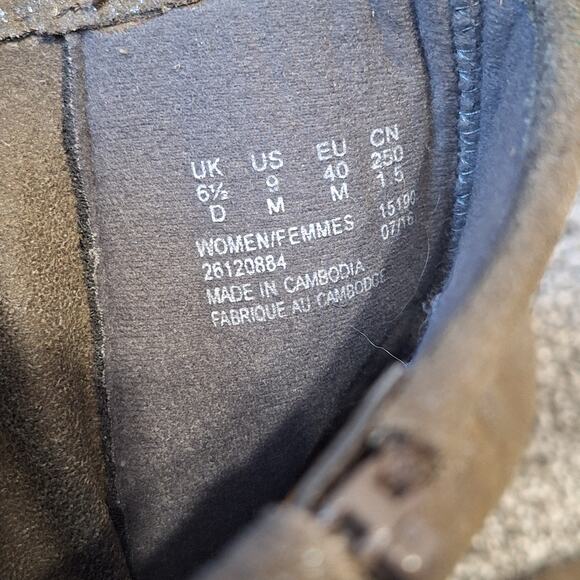 UK US EU CN
6½ 9 40 250
D M M 1.5
WOMEN/FEMMES 15190
26120884 07/16
MADE IN CAMBODIA
FABRIQUE AU CAMBODGE